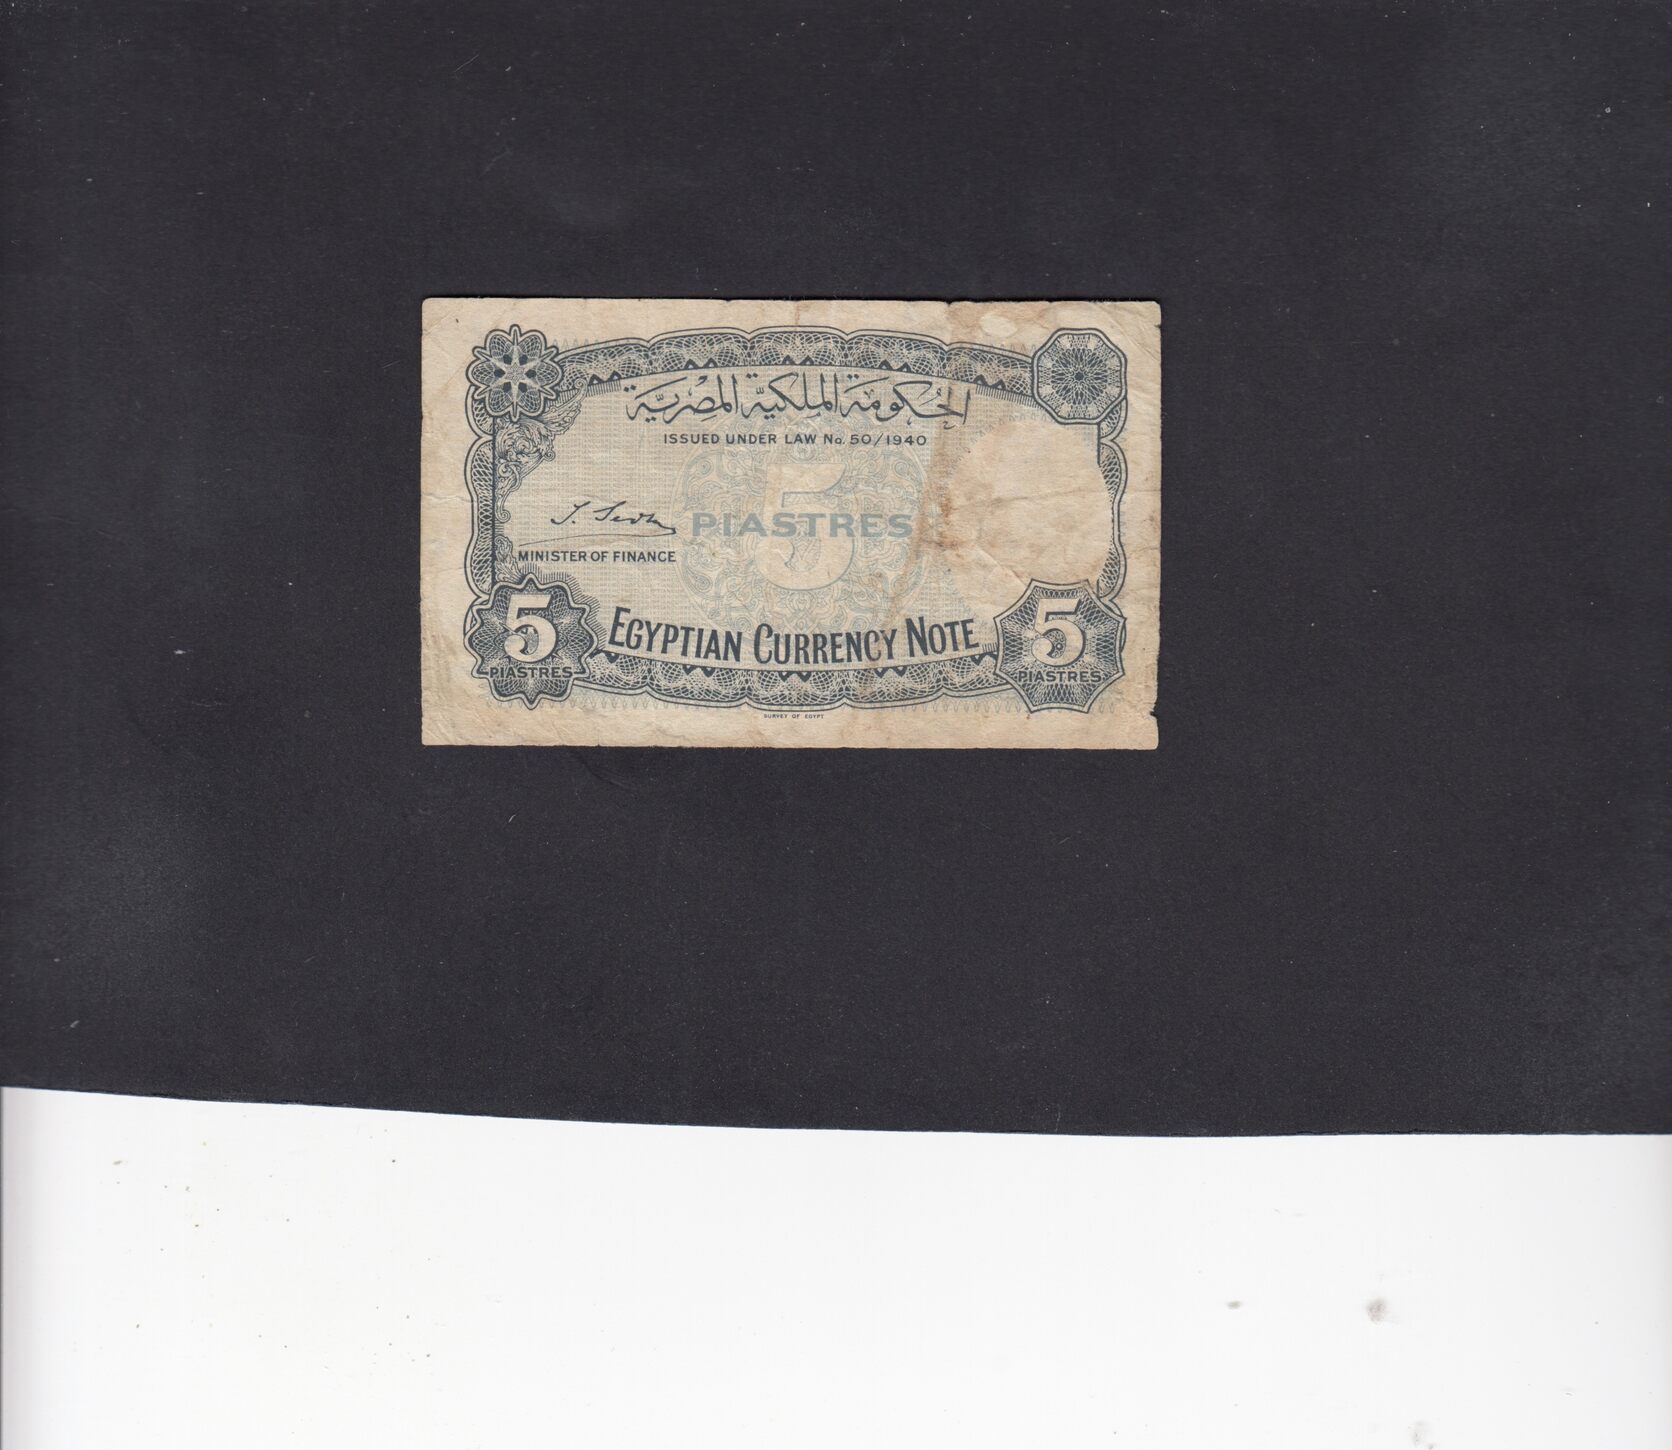 الحكومة الملكية المصرية
ISSUED UNDER LAW No. 50/1940
5
PIASTRES
MINISTER OF FINANCE
5
PIASTRES
EGYPTIAN CURRENCY NOTE
5
PIASTRES
SURVEY OF EGYPT